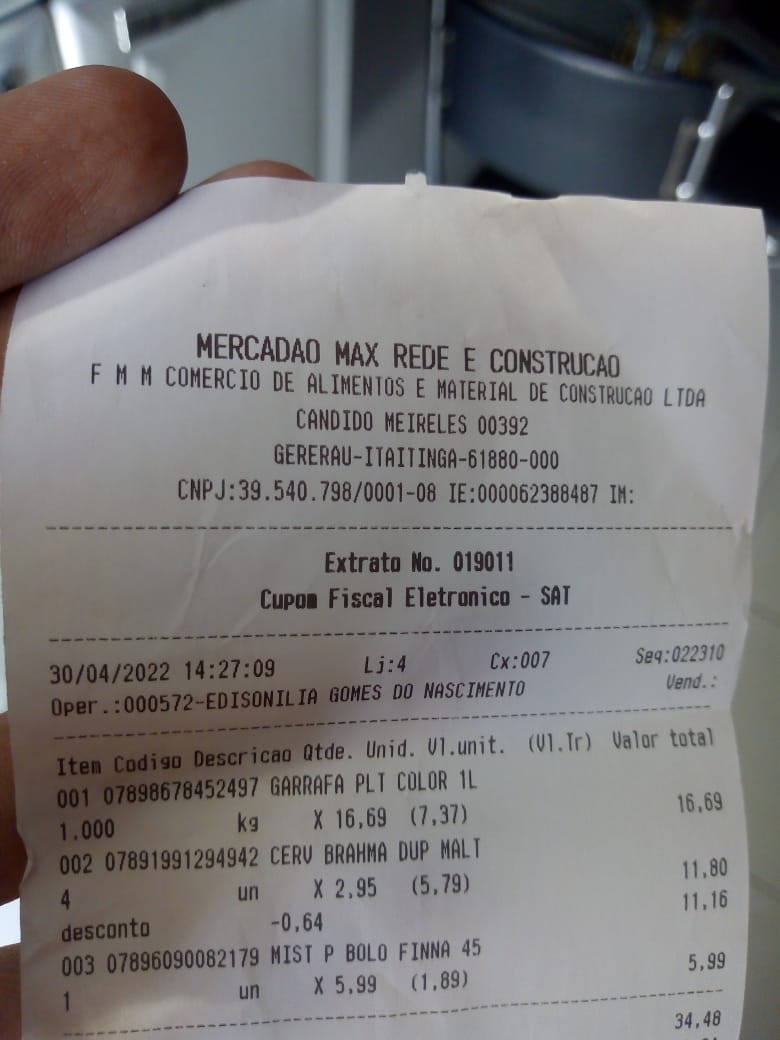 MERCADAO MAX REDE E CONSTRUCAO
F M M COMERCIO DE ALIMENTOS E MATERIAL DE CONSTRUCAO LTDA
CANDIDO MEIRELES 00392
GERERAU-ITAITINGA-61880-000
CNPJ:39.540.798/0001-08 IE:000062388487 IM:
Extrato No. 019011
Cupom Fiscal Eletronico - SAT
30/04/2022 14:27:09 Lj:4 Cx:007 Seq:022310
Oper.:000572-EDISONILIA GOMES DO NASCIMENTO Vend.:
Item Codigo Descricao Qtde. Unid. Vl.unit. (Vl.Tr) Valor total
001 07898678452497 GARRAFA PLT COLOR 1L
1.000 kg X 16,69 (7,37) 16,69
002 07891991294942 CERV BRAHMA DUP MALT
4 un X 2,95 (5,79) 11,80
desconto -0,64 11,16
003 07896090082179 MIST P BOLO FINNA 45
1 un X 5,99 (1,89) 5,99
34,48